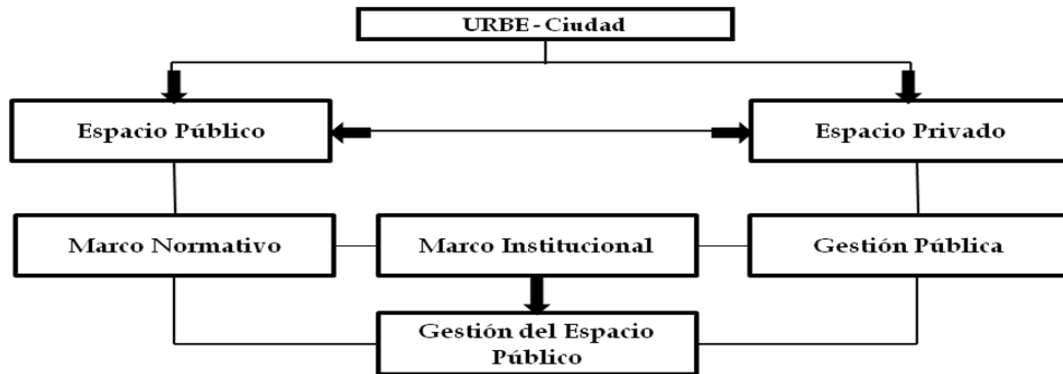 URBE - Ciudad
Espacio Público
Espacio Privado
Marco Normativo
Marco Institucional
Gestión Pública
Gestión del Espacio
Público